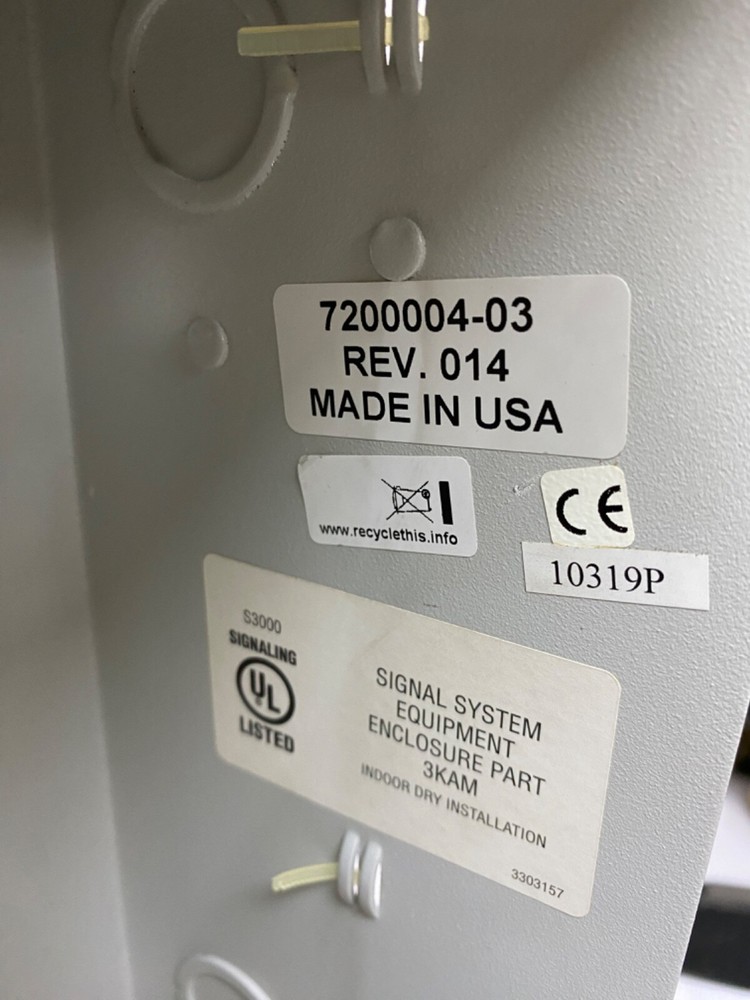 7200004-03
REV. 014
MADE IN USA
www.recyclethis.info
CE
10319P
S3000
SIGNALING
UL
LISTED
SIGNAL SYSTEM
EQUIPMENT
ENCLOSURE PART
3KAM
INDOOR DRY INSTALLATION
3303157